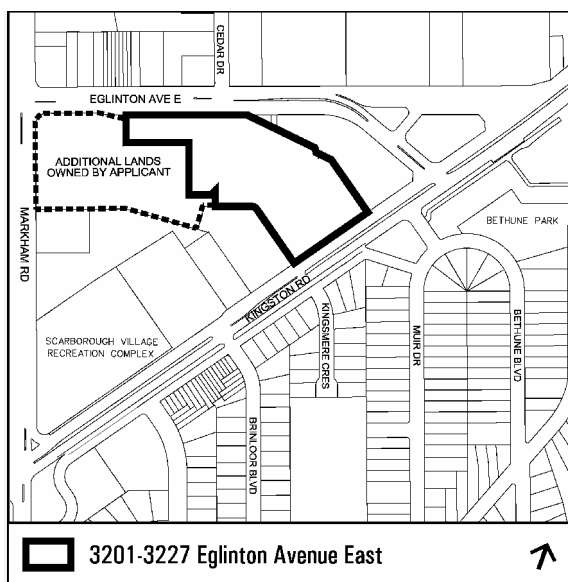 CEDAR DR
EGLINTON AVE E
ADDITIONAL LANDS
OWNED BY APPLICANT
MARKHAM RD
BETHUNE PARK
KINGSTON RD
SCARBOROUGH VILLAGE
RECREATION COMPLEX
KINGSMERE CRES
MUIR DR
BETHUNE BLVD
BRINLOOR BLVD
3201-3227 Eglinton Avenue East